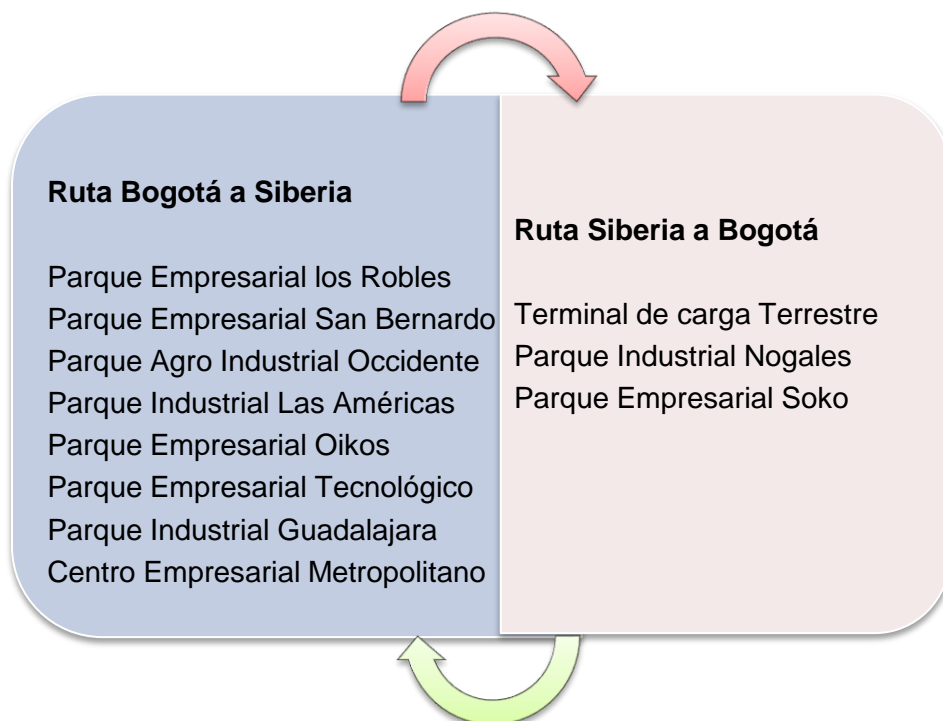 Ruta Bogotá a Siberia
Parque Empresarial los Robles
Parque Empresarial San Bernardo
Parque Agro Industrial Occidente
Parque Industrial Las Américas
Parque Empresarial Oikos
Parque Empresarial Tecnológico
Parque Industrial Guadalajara
Centro Empresarial Metropolitano
Ruta Siberia a Bogotá
Terminal de carga Terrestre
Parque Industrial Nogales
Parque Empresarial Soko